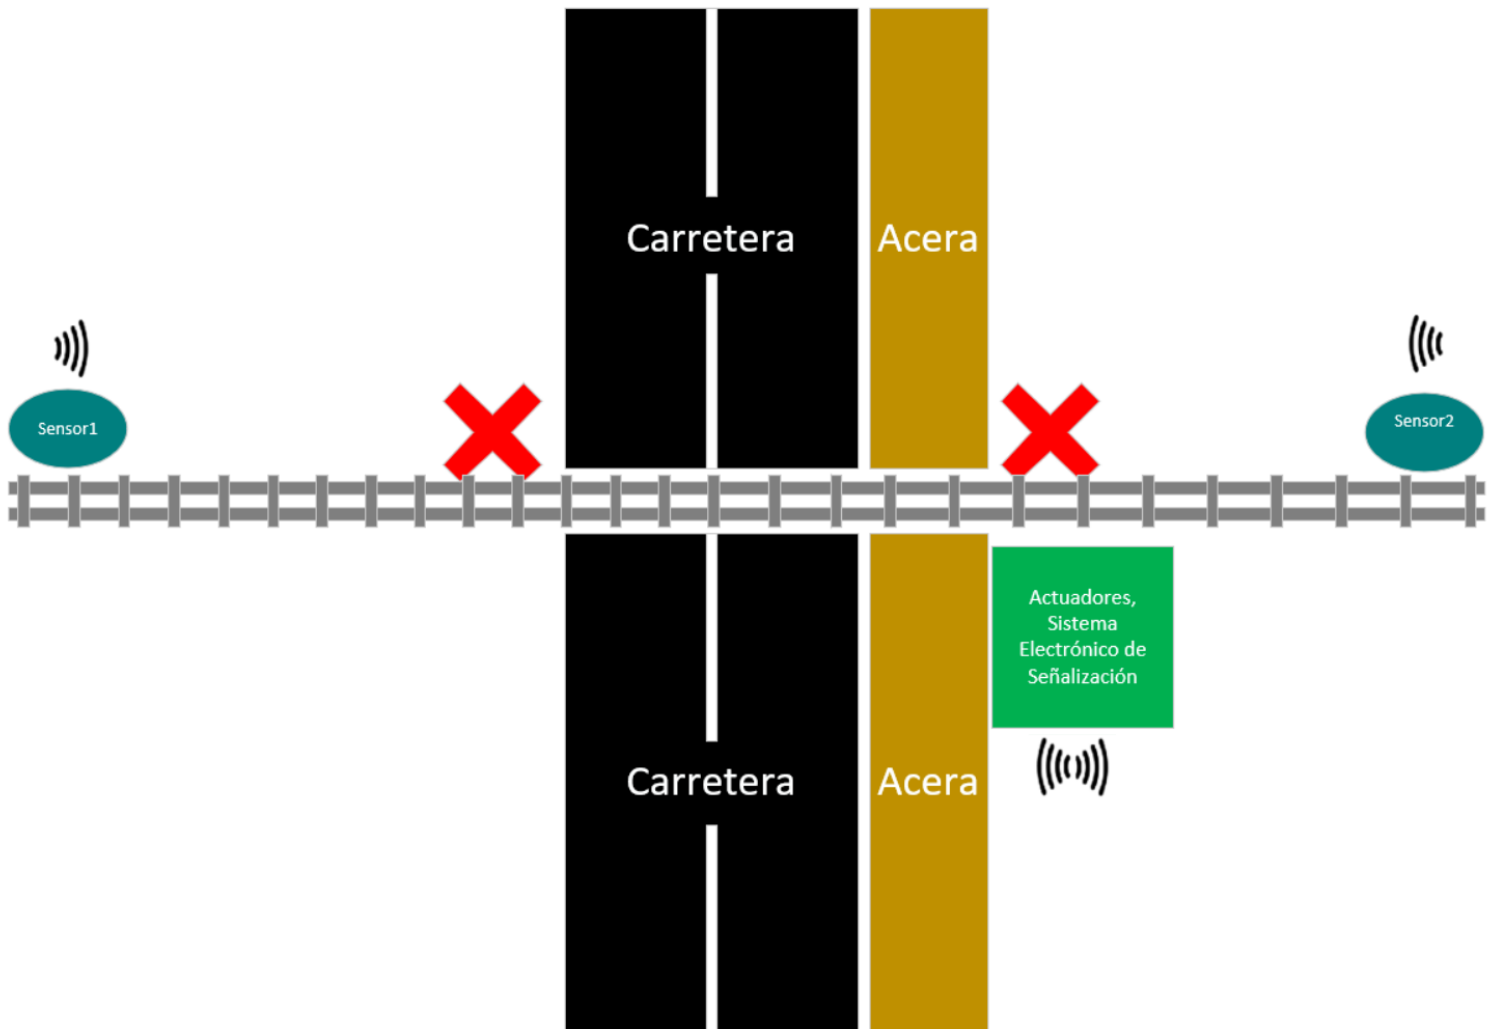 Carretera
Acera
Sensor1
Sensor2
Actuadores,
Sistema
Electrónico de
Señalización
Carretera
Acera